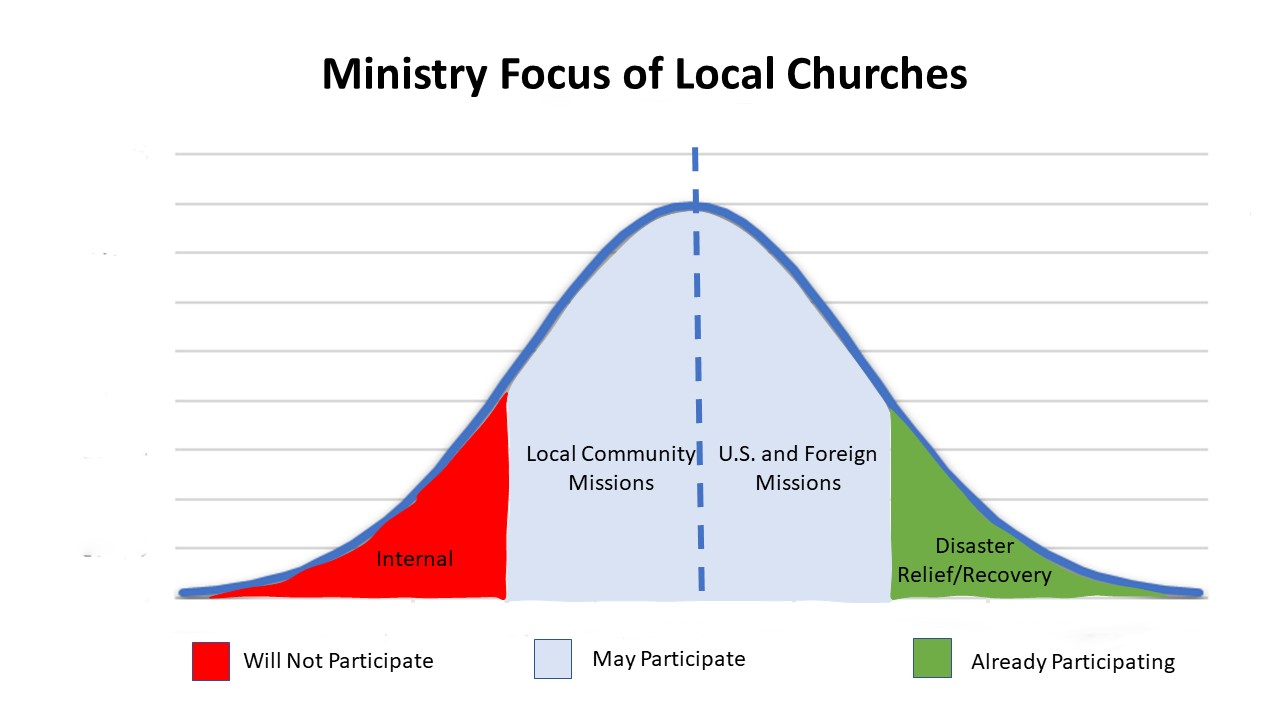 Ministry Focus of Local Churches
Local Community
Missions
U.S. and Foreign
Missions
Internal
Disaster
Relief/Recovery
Will Not Participate
May Participate
Already Participating